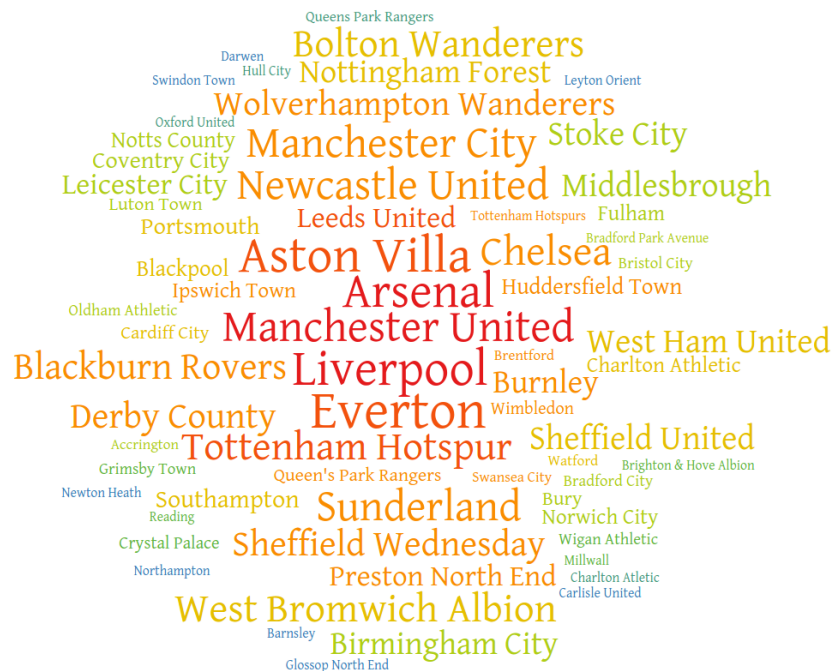 Queens Park Rangers
Bolton Wanderers
Darwen
Hull City
Nottingham Forest
Swindon Town
Leyton Orient
Wolverhampton Wanderers
Oxford United
Notts County
Manchester City
Stoke City
Coventry City
Leicester City
Newcastle United
Middlesbrough
Luton Town
Leeds United
Tottenham Hotspurs
Fulham
Portsmouth
Bradford Park Avenue
Aston Villa
Chelsea
Blackpool
Bristol City
Ipswich Town
Arsenal
Huddersfield Town
Oldham Athletic
Cardiff City
Manchester United
West Ham United
Blackburn Rovers
Liverpool
Brentford
Charlton Athletic
Burnley
Derby County
Everton
Wimbledon
Accrington
Tottenham Hotspur
Sheffield United
Grimsby Town
Watford
Brighton & Hove Albion
Queen's Park Rangers
Swansea City
Bradford City
Newton Heath
Southampton
Sunderland
Bury
Reading
Norwich City
Crystal Palace
Sheffield Wednesday
Wigan Athletic
Millwall
Northampton
Preston North End
Charlton Atletic
Carlisle United
West Bromwich Albion
Barnsley
Birmingham City
Glossop North End